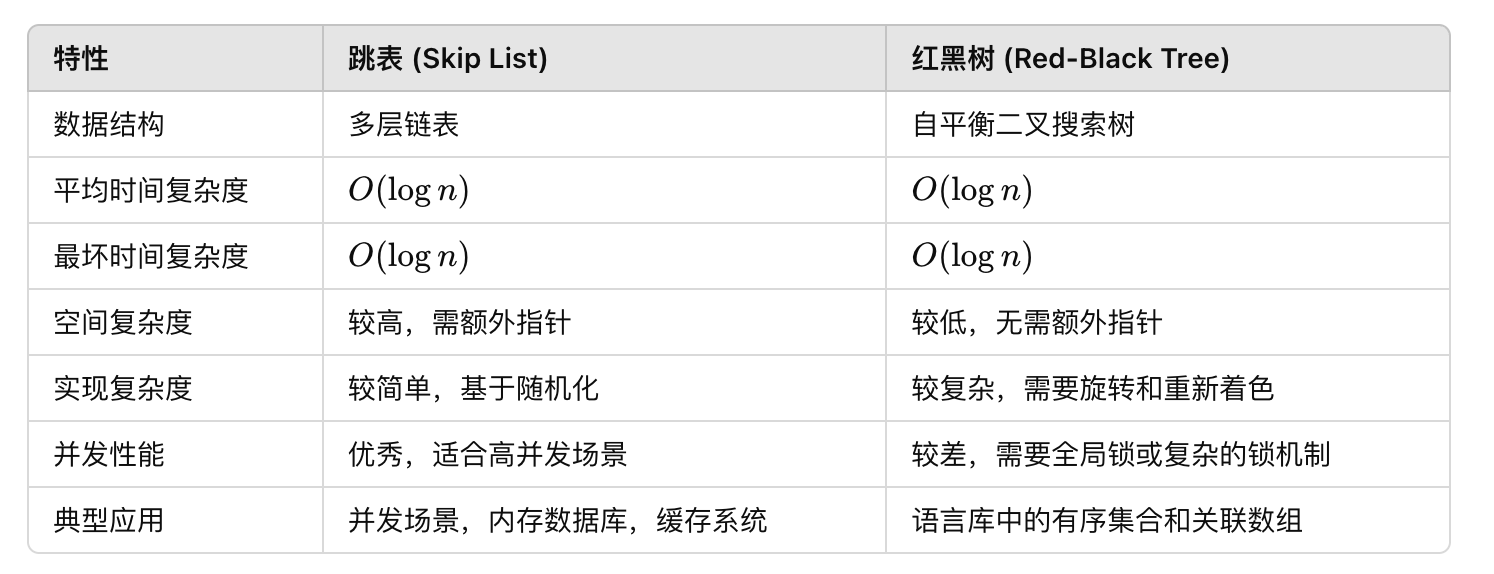 特性 跳表 (Skip List) 红黑树 (Red-Black Tree)
数据结构 多层链表 自平衡二叉搜索树
平均时间复杂度 O(log n) O(log n)
最坏时间复杂度 O(log n) O(log n)
空间复杂度 较高，需额外指针 较低，无需额外指针
实现复杂度 较简单，基于随机化 较复杂，需要旋转和重新着色
并发性能 优秀，适合高并发场景 较差，需要全局锁或复杂的锁机制
典型应用 并发场景，内存数据库，缓存系统 语言库中的有序集合和关联数组